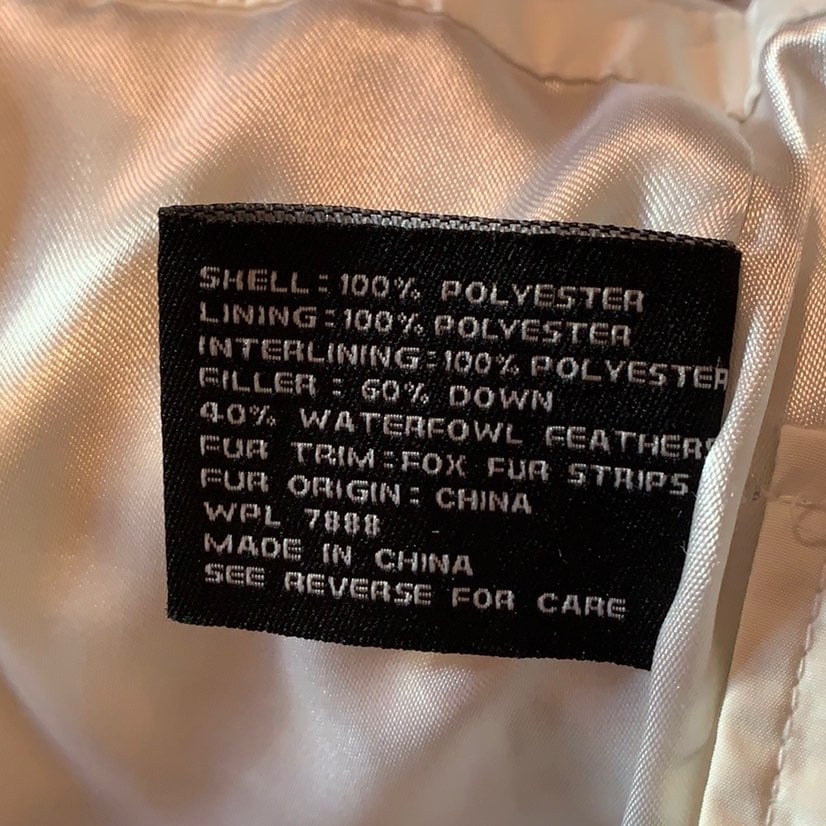 SHELL: 100% POLYESTER
LINING: 100% POLYESTER
INTERLINING: 100% POLYESTER
FILLER: 60% DOWN
40% WATERFOWL FEATHERS
FUR TRIM: FOX FUR STRIPS
FUR ORIGIN: CHINA
WPL 7888
MADE IN CHINA
SEE REVERSE FOR CARE